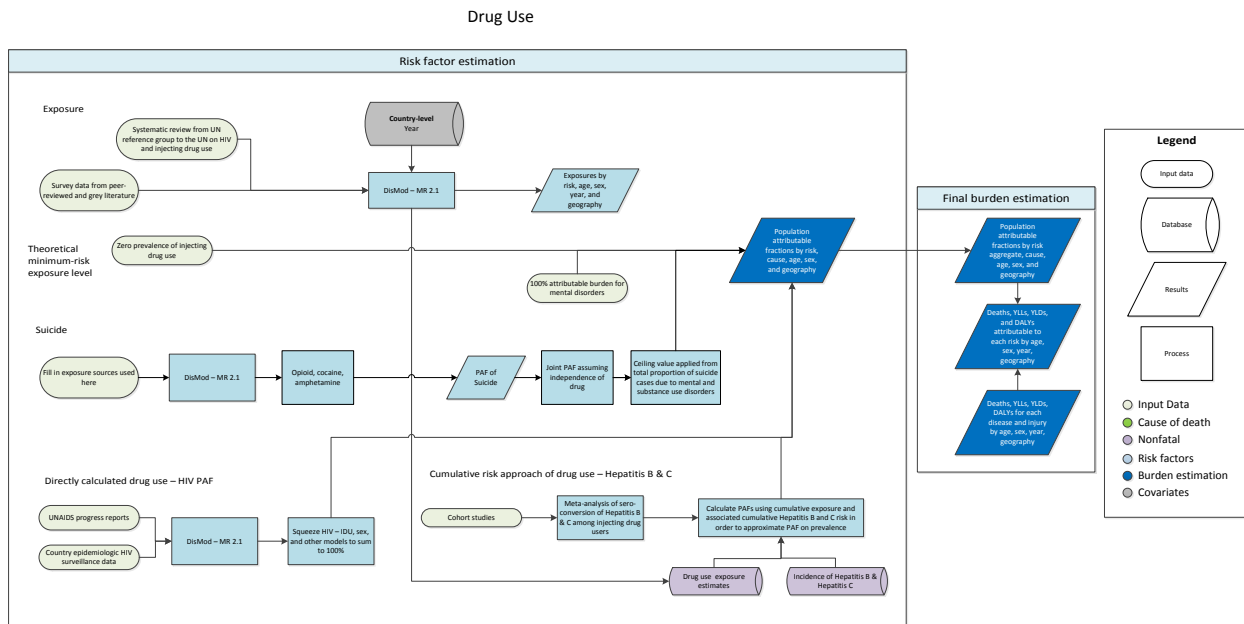 Drug Use
Risk factor estimation
Exposure
Systematic review from UN
reference group to the UN on HIV
and injecting drug use
Survey data from peer-
reviewed and grey literature
Country-level
Year
DisMod – MR 2.1
Exposures by
risk, age, sex,
year, and
geography
Theoretical
minimum-risk
exposure level
Zero prevalence of injecting
drug use
100% attributable burden for
mental disorders
Population
attributable
fractions by risk,
cause, age, sex,
and geography
Suicide
Fill in exposure sources used
here
DisMod – MR 2.1
Opioid, cocaine,
amphetamine
PAF of
Suicide
Joint PAF assuming
independence of
drug
Ceiling value applied from
total proportion of suicide
cases due to mental and
substance use disorders
Directly calculated drug use – HIV PAF
UNAIDS progress reports
Country epidemiologic HIV
surveillance data
DisMod – MR 2.1
Squeeze HIV – IDU, sex,
and other models to sum
to 100%
Cumulative risk approach of drug use – Hepatitis B & C
Cohort studies
Meta-analysis of sero-
conversion of Hepatitis B
& C among injecting drug
users
Calculate PAFs using cumulative exposure and
associated cumulative Hepatitis B and C risk in
order to approximate PAF on prevalence
Drug use exposure
estimates
Incidence of Hepatitis B &
Hepatitis C
Final burden estimation
Population
attributable
fractions by risk
aggregate, cause,
age, sex, and
geography
Deaths, YLLs, YLDs,
and DALYs
attributable to
each risk by age,
sex, year,
geography
Deaths, YLLs, YLDs,
DALYs for each
disease and injury
by age, sex, year,
geography
Legend
Input data
Database
Results
Process
Input Data
Cause of death
Nonfatal
Risk factors
Burden estimation
Covariates